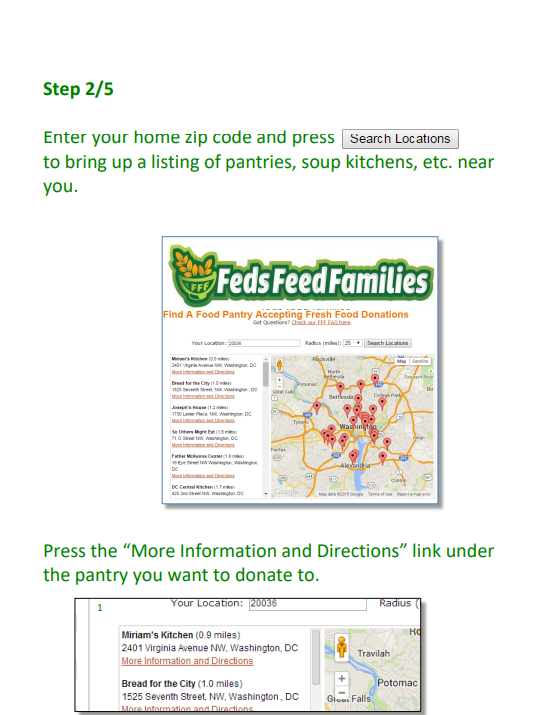 Step 2/5
Enter your home zip code and press Search Locations
to bring up a listing of pantries, soup kitchens, etc. near
you.
FFF
FedsFeedFamilies
Find A Food Pantry Accepting Fresh Food Donations
Got Questions? Check out FFF FAQ here.
Your Location: 20036 Radius (miles): 25 Search Locations
Miriam's Kitchen (0.9 miles)
2401 Virginia Avenue NW, Washington, DC
More Information and Directions
Bread for the City (1.0 miles)
1525 Seventh Street, NW, Washington , DC
More Information and Directions
Joseph's House (1.2 miles)
1730 Lanier Place, NW, Washington, DC
More Information and Directions
So Others Might Eat (1.6 miles)
71 O Street NW, Washington, DC
More Information and Directions
Father McKenna Center (1.6 miles)
19 Eye Street NW Washington, Washington,
DC
More Information and Directions
DC Central Kitchen (1.7 miles)
425 2nd Street NW, Washington, DC
Map Satellite
Rockville
North
Bethesda
Potomac
Great Falls
Bethesda
College Park
Tysons
Washington
Fairfax
Largo
Alexandria
Clinton
Google
Map data ©2015 Google Terms of Use Report a map error
Press the “More Information and Directions” link under
the pantry you want to donate to.
1
Your Location: 20036 Radius (
Miriam's Kitchen (0.9 miles)
2401 Virginia Avenue NW, Washington, DC
More Information and Directions
Bread for the City (1.0 miles)
1525 Seventh Street, NW, Washington , DC
More Information and Directions
Travilah
Potomac
Great Falls